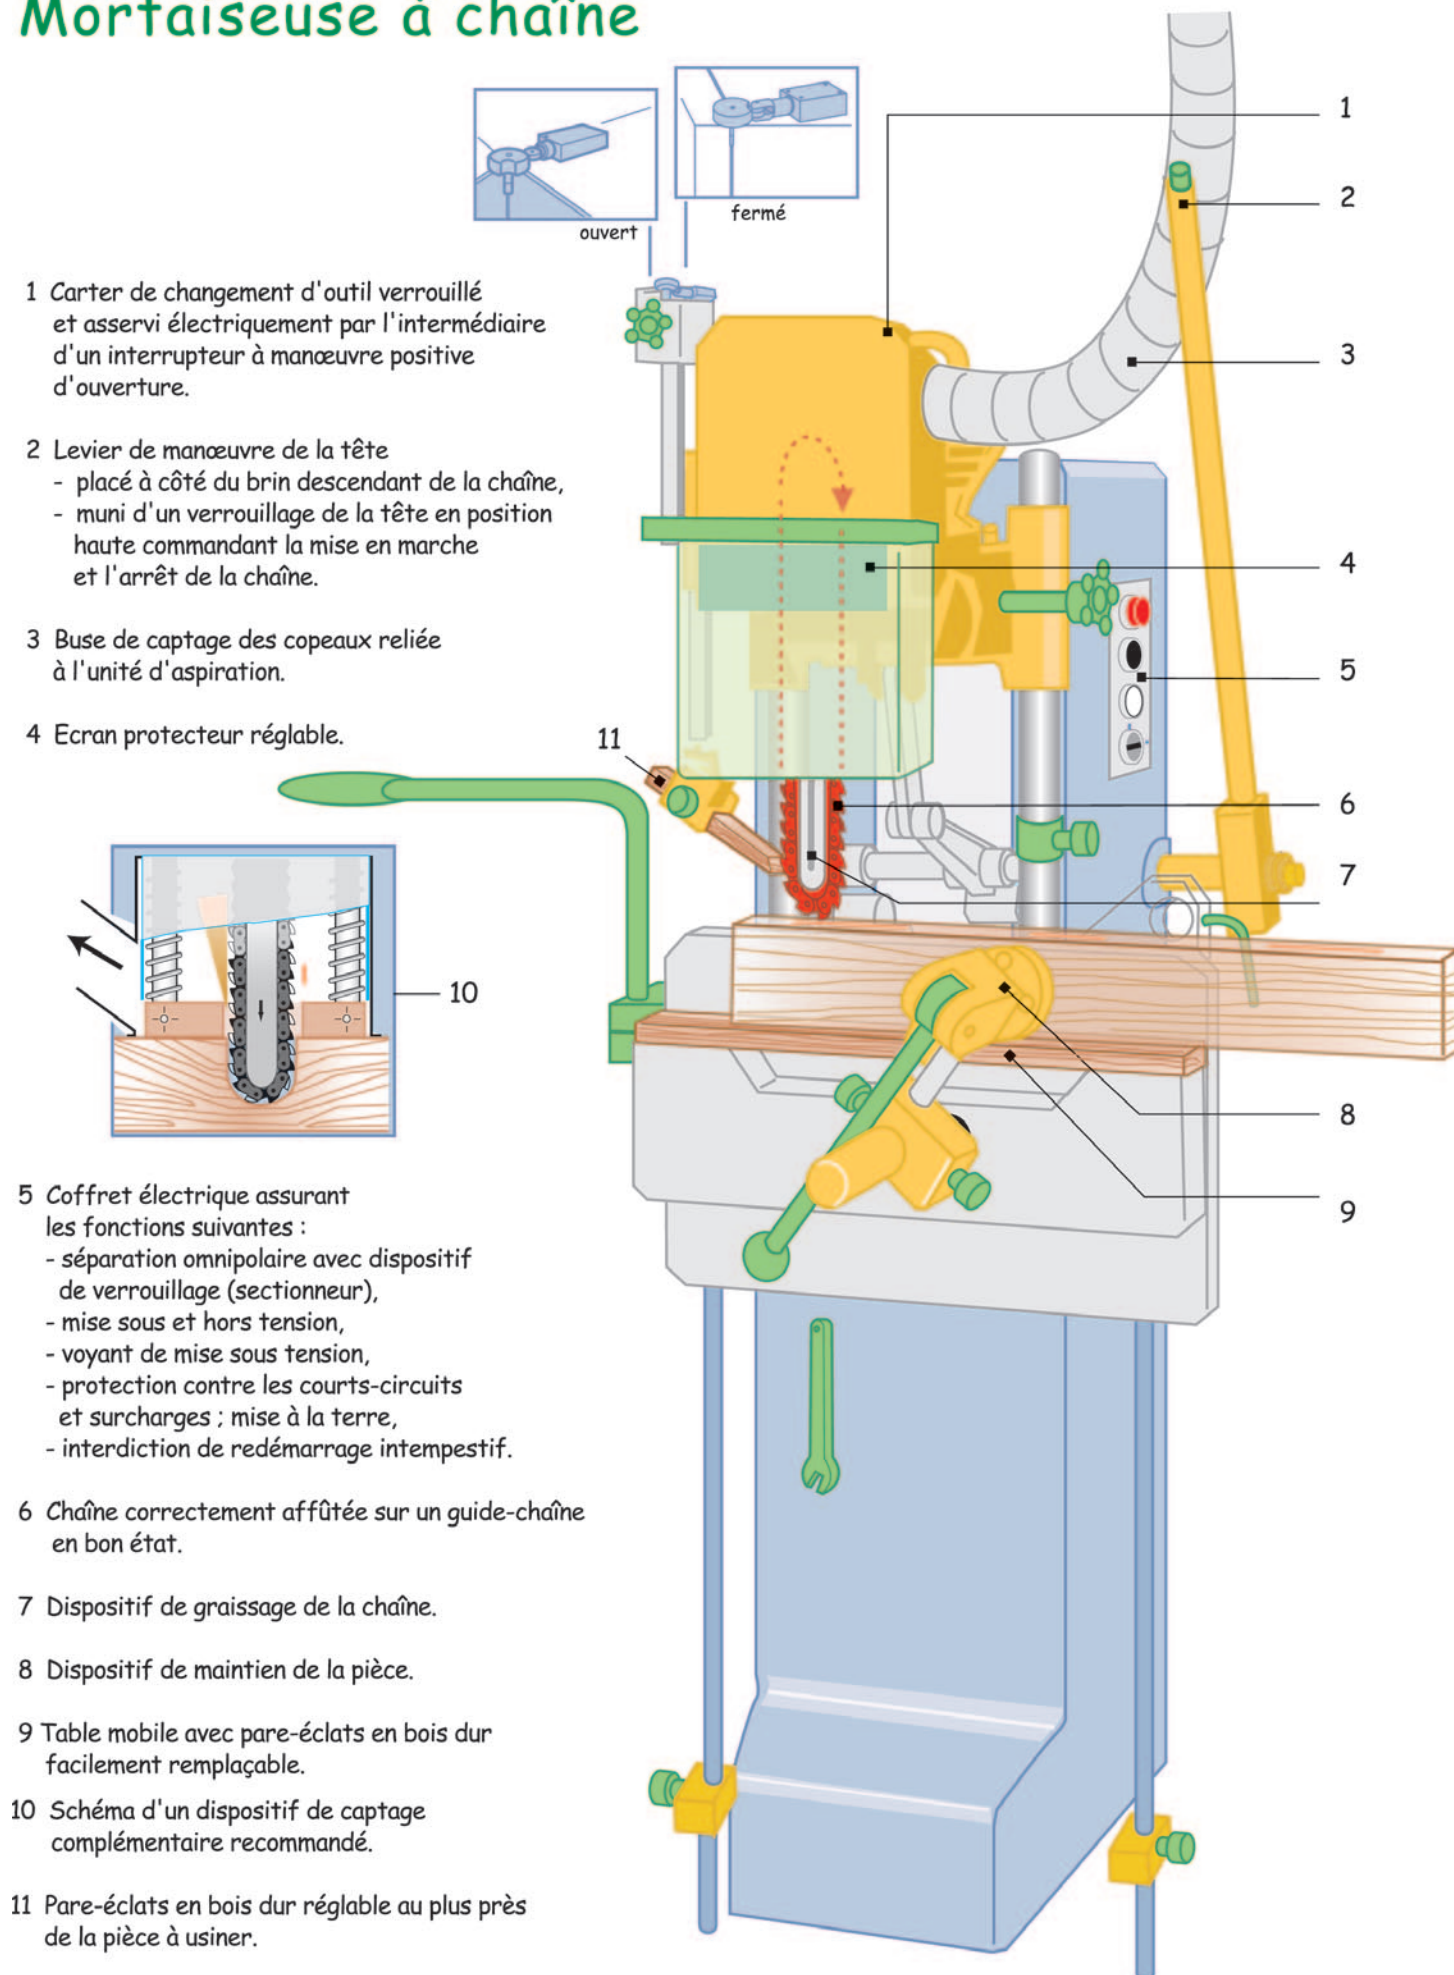 Mortaiseuse à chaîne
fermé
ouvert
1
2
3
4
5
6
7
8
9
10
11
1 Carter de changement d'outil verrouillé
et asservi électriquement par l'intermédiaire
d'un interrupteur à manœuvre positive
d'ouverture.
2 Levier de manœuvre de la tête
- placé à côté du brin descendant de la chaîne,
- muni d'un verrouillage de la tête en position
haute commandant la mise en marche
et l'arrêt de la chaîne.
3 Buse de captage des copeaux reliée
à l'unité d'aspiration.
4 Ecran protecteur réglable.
5 Coffret électrique assurant
les fonctions suivantes :
- séparation omnipolaire avec dispositif
de verrouillage (sectionneur),
- mise sous et hors tension,
- voyant de mise sous tension,
- protection contre les courts-circuits
et surcharges ; mise à la terre,
- interdiction de redémarrage intempestif.
6 Chaîne correctement affûtée sur un guide-chaîne
en bon état.
7 Dispositif de graissage de la chaîne.
8 Dispositif de maintien de la pièce.
9 Table mobile avec pare-éclats en bois dur
facilement remplaçable.
10 Schéma d'un dispositif de captage
complémentaire recommandé.
11 Pare-éclats en bois dur réglable au plus près
de la pièce à usiner.